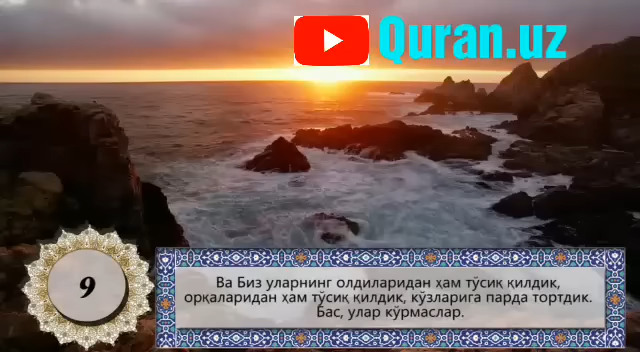 Quran.uz
9
Ва Биз уларнинг олдиларидан ҳам тўсиқ қилдик,
орқаларидан ҳам тўсиқ қилдик, кўзларига парда тортдик.
Бас, улар кўрмаслар.